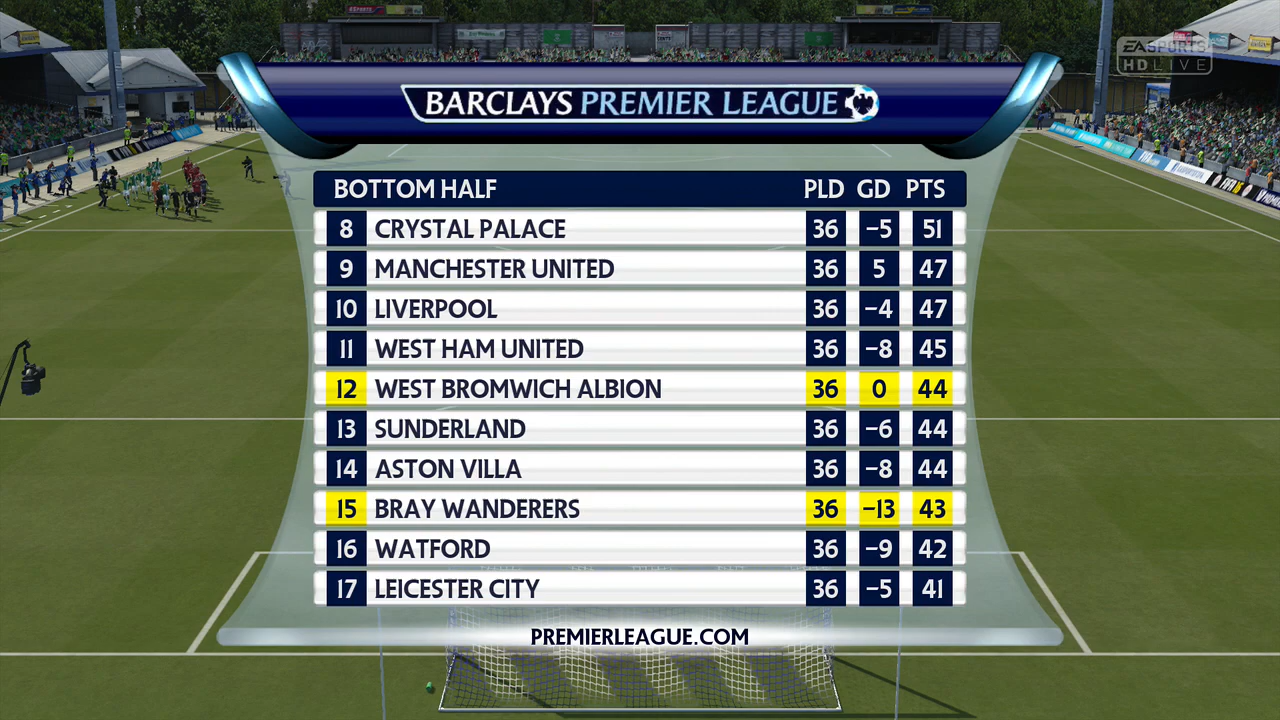 EA SPORTS
HD LIVE
BARCLAYS PREMIER LEAGUE
BOTTOM HALF PLD GD PTS
8 CRYSTAL PALACE 36 -5 51
9 MANCHESTER UNITED 36 5 47
10 LIVERPOOL 36 -4 47
11 WEST HAM UNITED 36 -8 45
12 WEST BROMWICH ALBION 36 0 44
13 SUNDERLAND 36 -6 44
14 ASTON VILLA 36 -8 44
15 BRAY WANDERERS 36 -13 43
16 WATFORD 36 -9 42
17 LEICESTER CITY 36 -5 41
PREMIERLEAGUE.COM